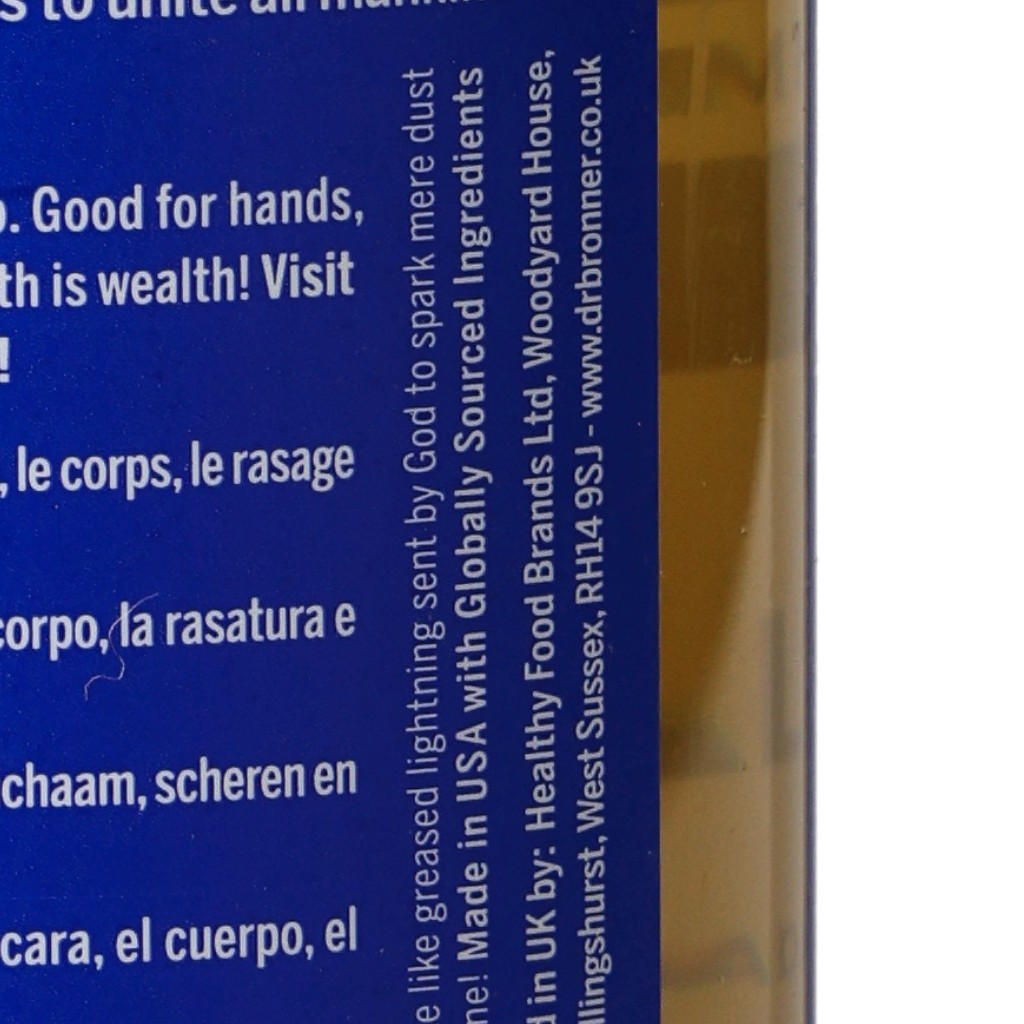 s to unite all
. Good for hands,
th is wealth! Visit
!
, le corps, le rasage
corpo, la rasatura e
chaam, scheren en
cara, el cuerpo, el
e like greased lightning sent by God to spark mere dust
ne! Made in USA with Globally Sourced Ingredients
d in UK by: Healthy Food Brands Ltd, Woodyard House,
llingshurst, West Sussex, RH14 9SJ - www.drbronner.co.uk